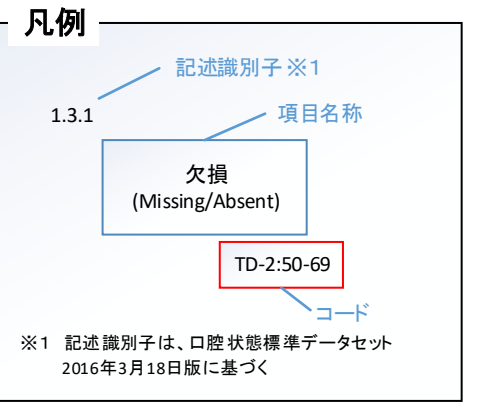 凡例
記述識別子※1
1.3.1
項目名称
欠損
(Missing/Absent)
TD-2:50-69
コード
※1　記述識別子は、口腔状態標準データセット
2016年3月18日版に基づく